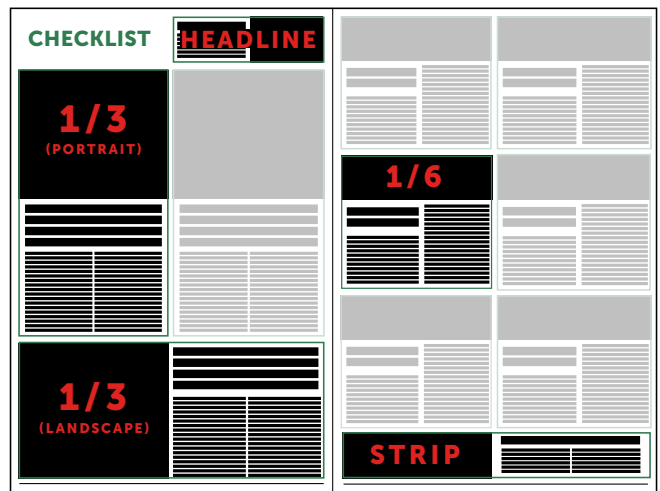 CHECKLIST
HEADLINE
1/3
(PORTRAIT)
1/3
(LANDSCAPE)
1/6
STRIP